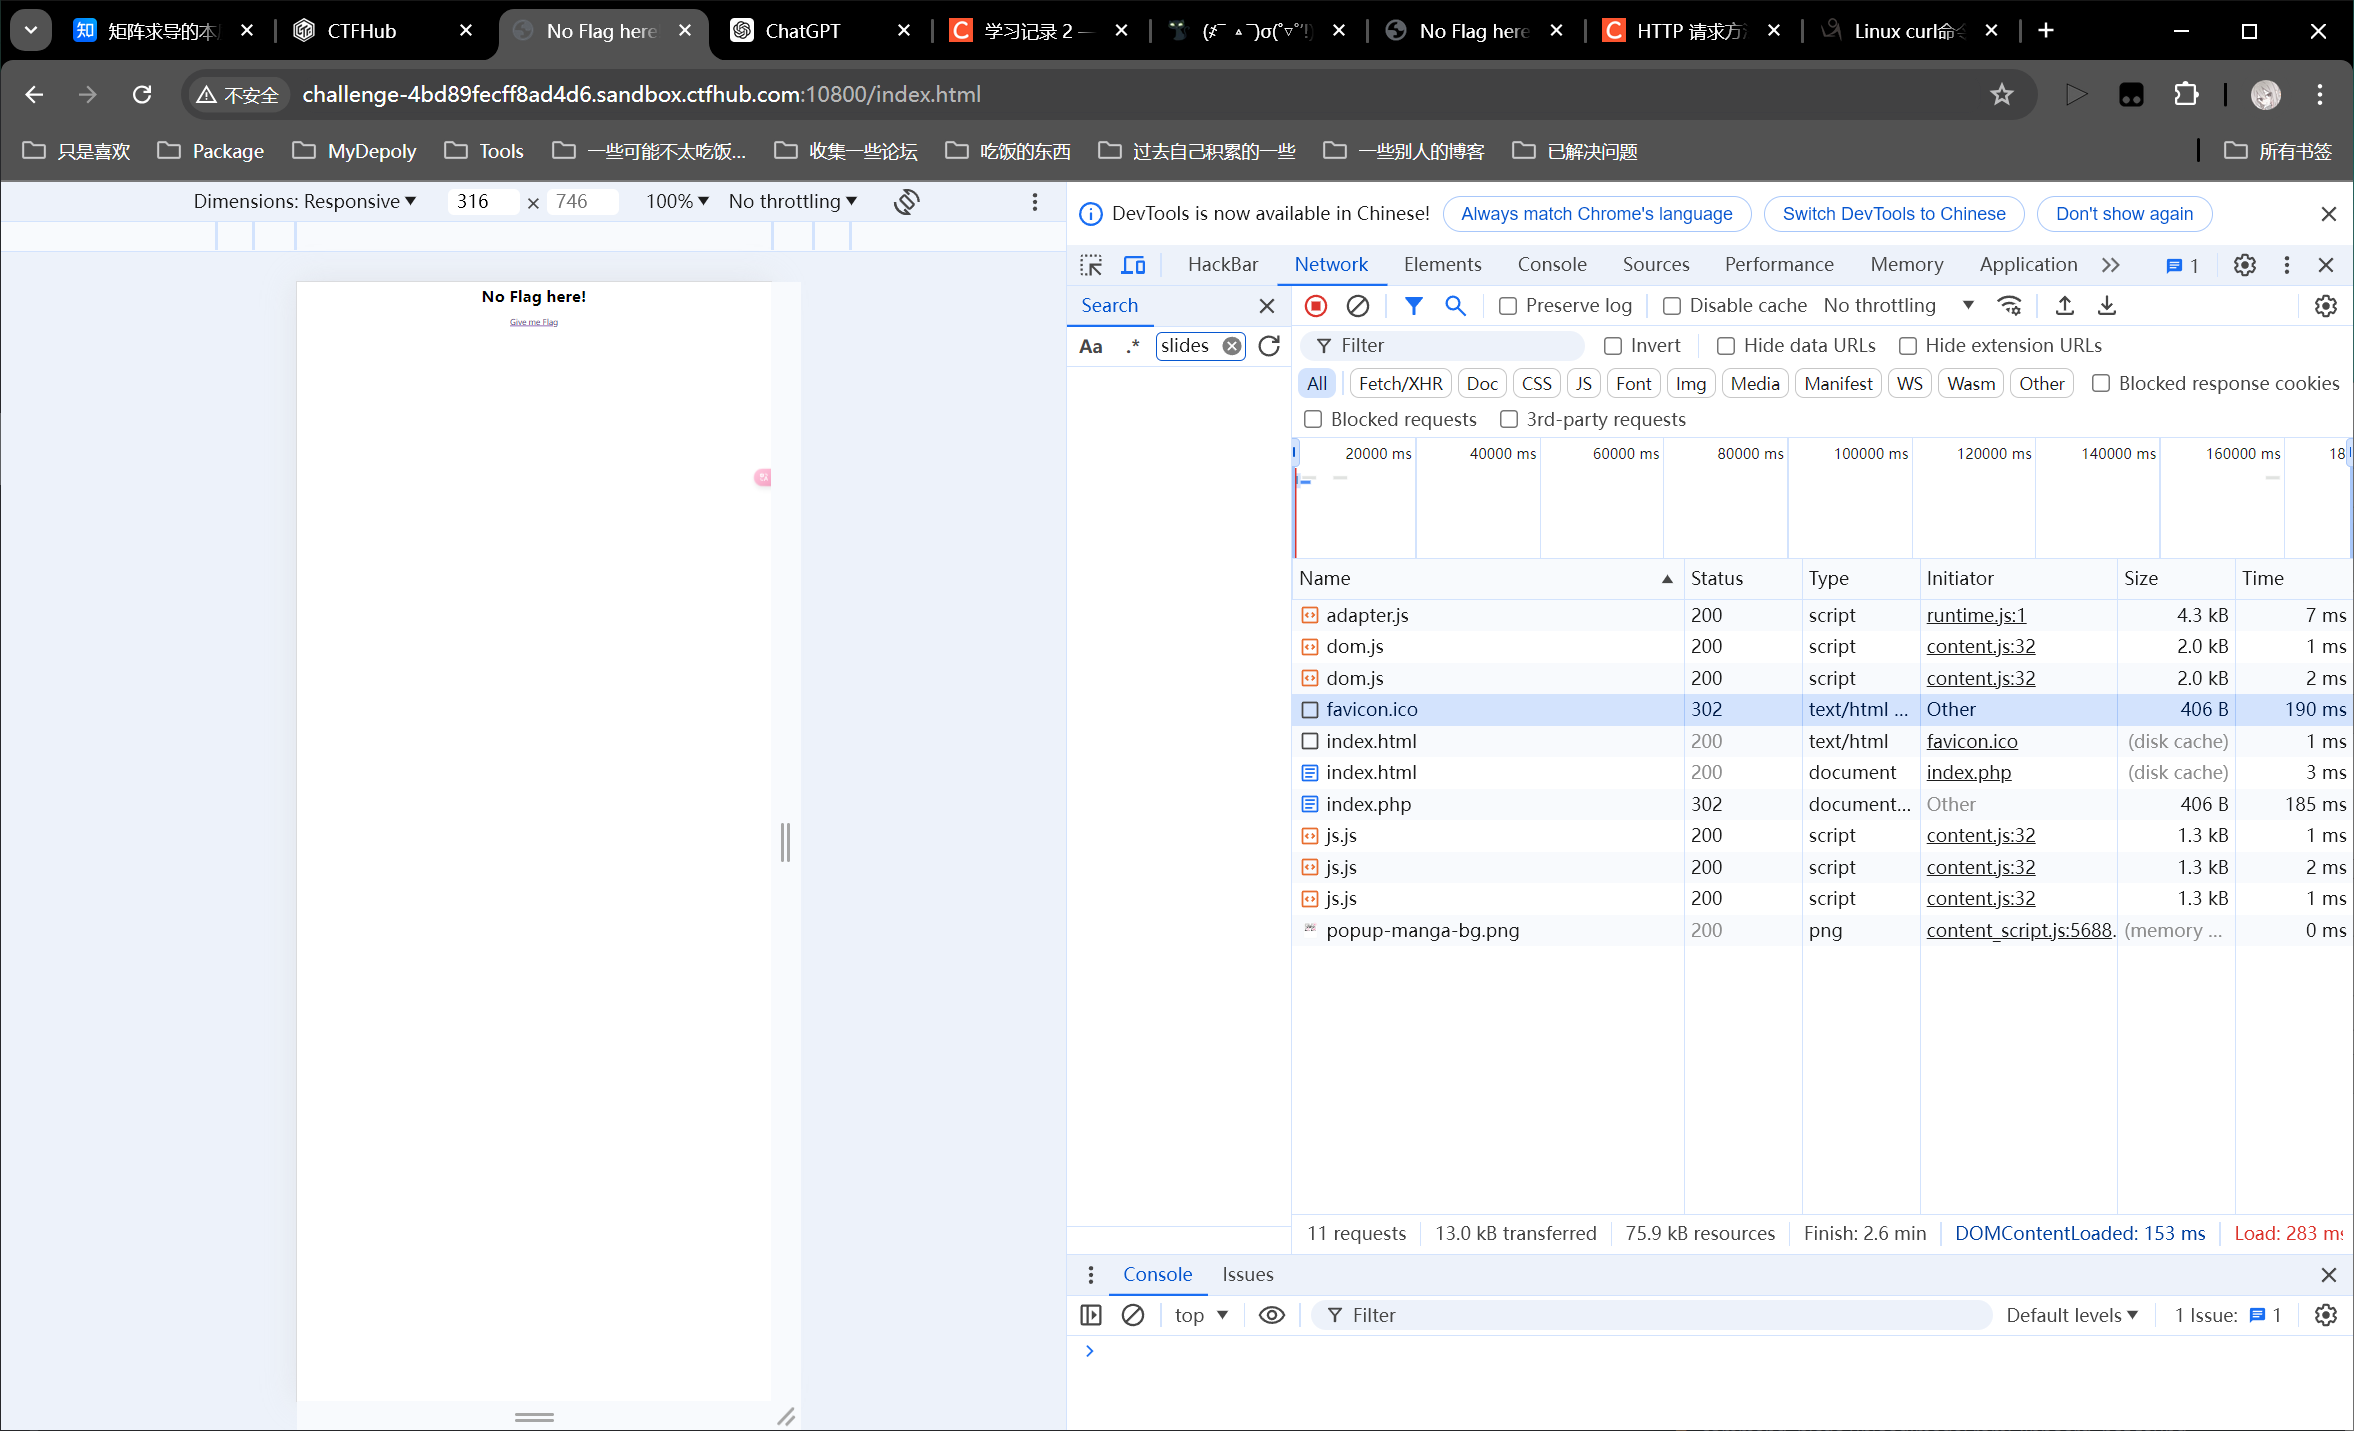 矩阵求导的本
CTFHub
No Flag here
ChatGPT
学习记录 2 —
No Flag here
HTTP 请求方
Linux curl命
不安全
challenge-4bd89fecff8ad4d6.sandbox.ctfhub.com:10800/index.html
只是喜欢
Package
MyDepoly
Tools
一些可能不太吃饭...
收集一些论坛
吃饭的东西
过去自己积累的一些
一些别人的博客
已解决问题
所有书签
Dimensions: Responsive
316 × 746
100%
No throttling
No Flag here!
Give me Flag
DevTools is now available in Chinese!
Always match Chrome's language
Switch DevTools to Chinese
Don't show again
HackBar
Network
Elements
Console
Sources
Performance
Memory
Application
1
Search
Aa .* slides
Preserve log
Disable cache
No throttling
Filter
Invert
Hide data URLs
Hide extension URLs
All Fetch/XHR Doc CSS JS Font Img Media Manifest WS Wasm Other
Blocked response cookies
Blocked requests
3rd-party requests
20000 ms 40000 ms 60000 ms 80000 ms 100000 ms 120000 ms 140000 ms 160000 ms 18
Name Status Type Initiator Size Time
adapter.js 200 script runtime.js:1 4.3 kB 7 ms
dom.js 200 script content.js:32 2.0 kB 1 ms
dom.js 200 script content.js:32 2.0 kB 2 ms
favicon.ico 302 text/html ... Other 406 B 190 ms
index.html 200 text/html favicon.ico (disk cache) 1 ms
index.html 200 document index.php (disk cache) 3 ms
index.php 302 document... Other 406 B 185 ms
js.js 200 script content.js:32 1.3 kB 1 ms
js.js 200 script content.js:32 1.3 kB 2 ms
js.js 200 script content.js:32 1.3 kB 1 ms
popup-manga-bg.png 200 png content_script.js:5688. (memory ... 0 ms
11 requests 13.0 kB transferred 75.9 kB resources Finish: 2.6 min DOMContentLoaded: 153 ms Load: 283 ms
Console
Issues
top
Filter
Default levels
1 Issue: 1